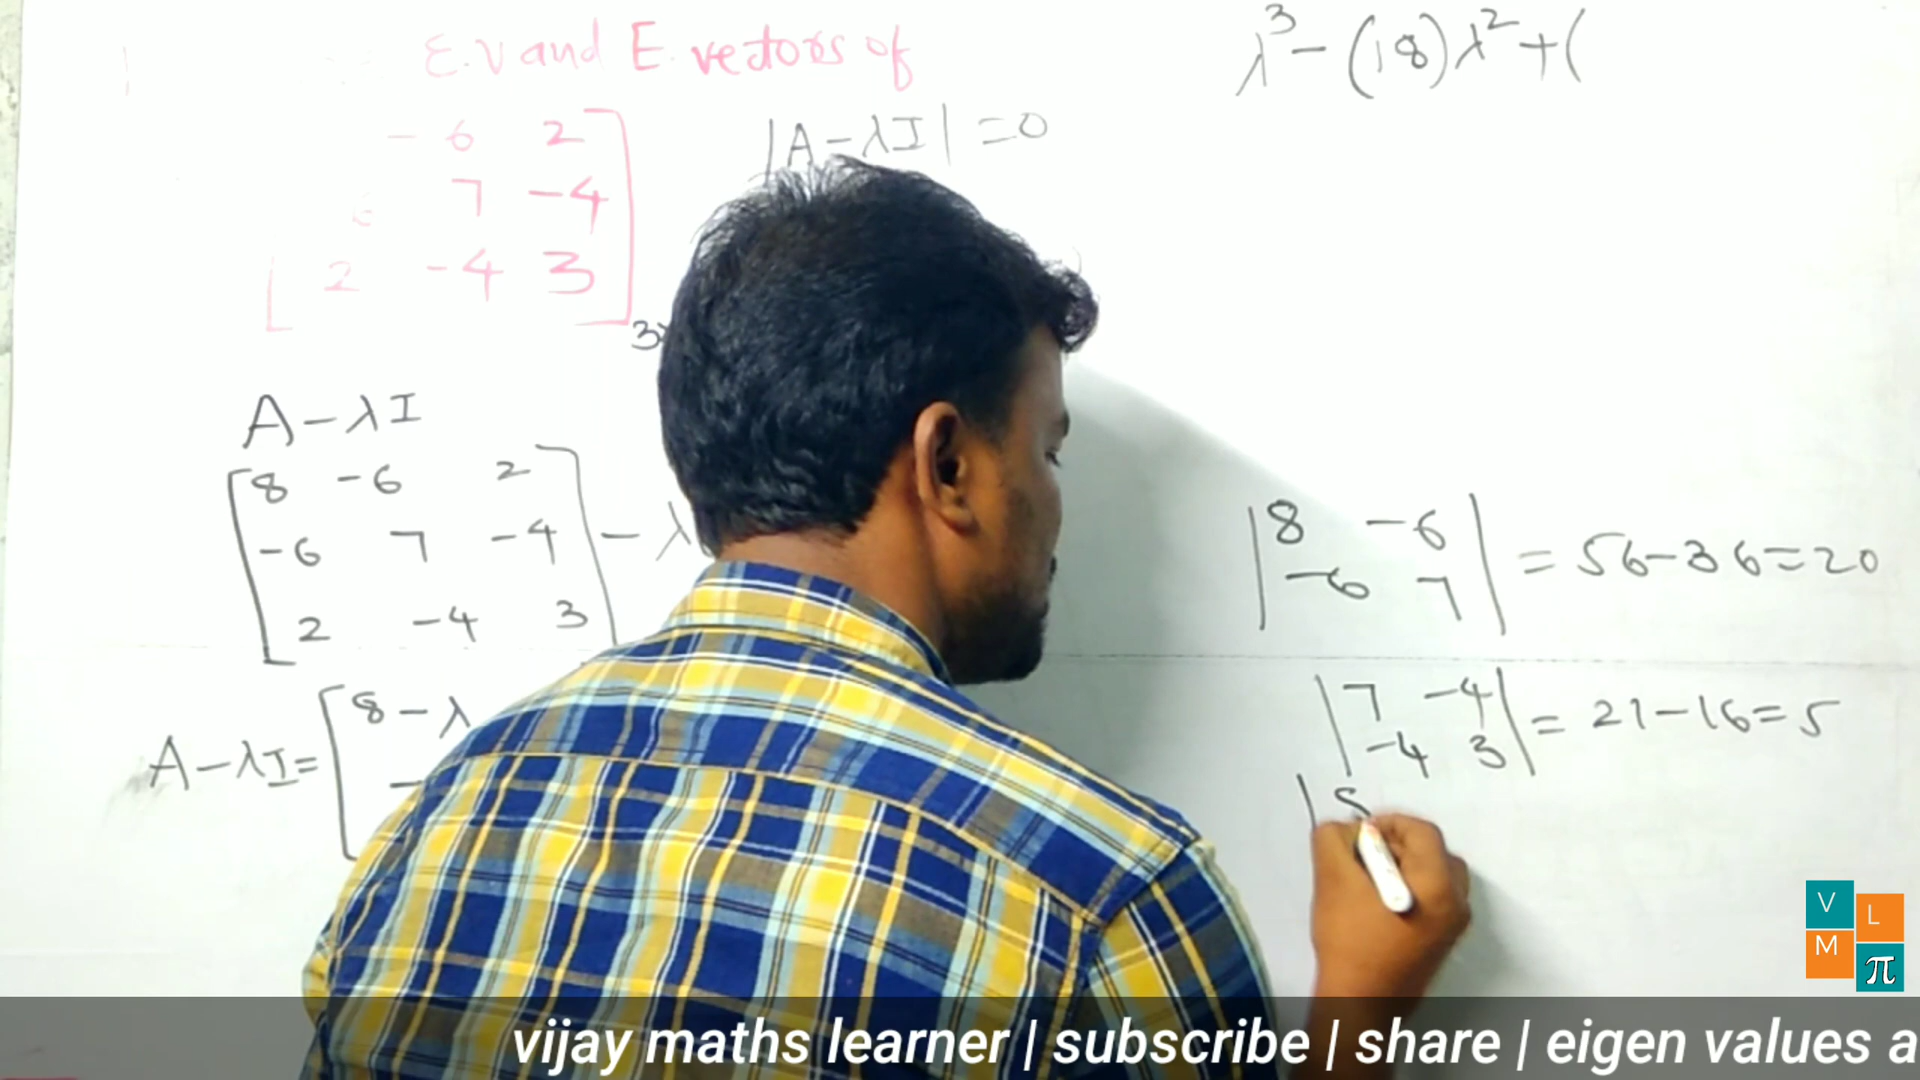 E.V and E.vectors of
- 6 2
7 -4
2 -4 3
|A-λI| =0
λ³-(18)λ²+(
A-λI
8 -6 2
-6 7 -4
2 -4 3
-λ
A-λI= 8-λ
|8 -6|
|-6 7| = 56-36=20
|7 -4|
|-4 3| = 21-16=5
V L
M π
vijay maths learner | subscribe | share | eigen values a